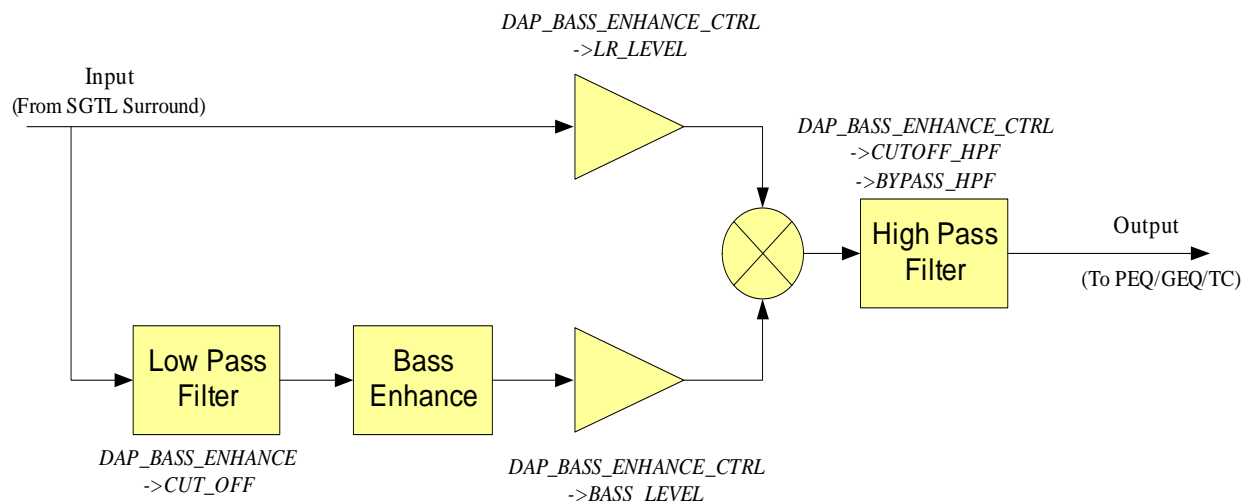 DAP_BASS_ENHANCE_CTRL
->LR_LEVEL
Input
(From SGTL Surround)
DAP_BASS_ENHANCE_CTRL
->CUTOFF_HPF
->BYPASS_HPF
High Pass
Filter
Output
(To PEQ/GEQ/TC)
Low Pass
Filter
Bass
Enhance
DAP_BASS_ENHANCE
->CUT_OFF
DAP_BASS_ENHANCE_CTRL
->BASS_LEVEL